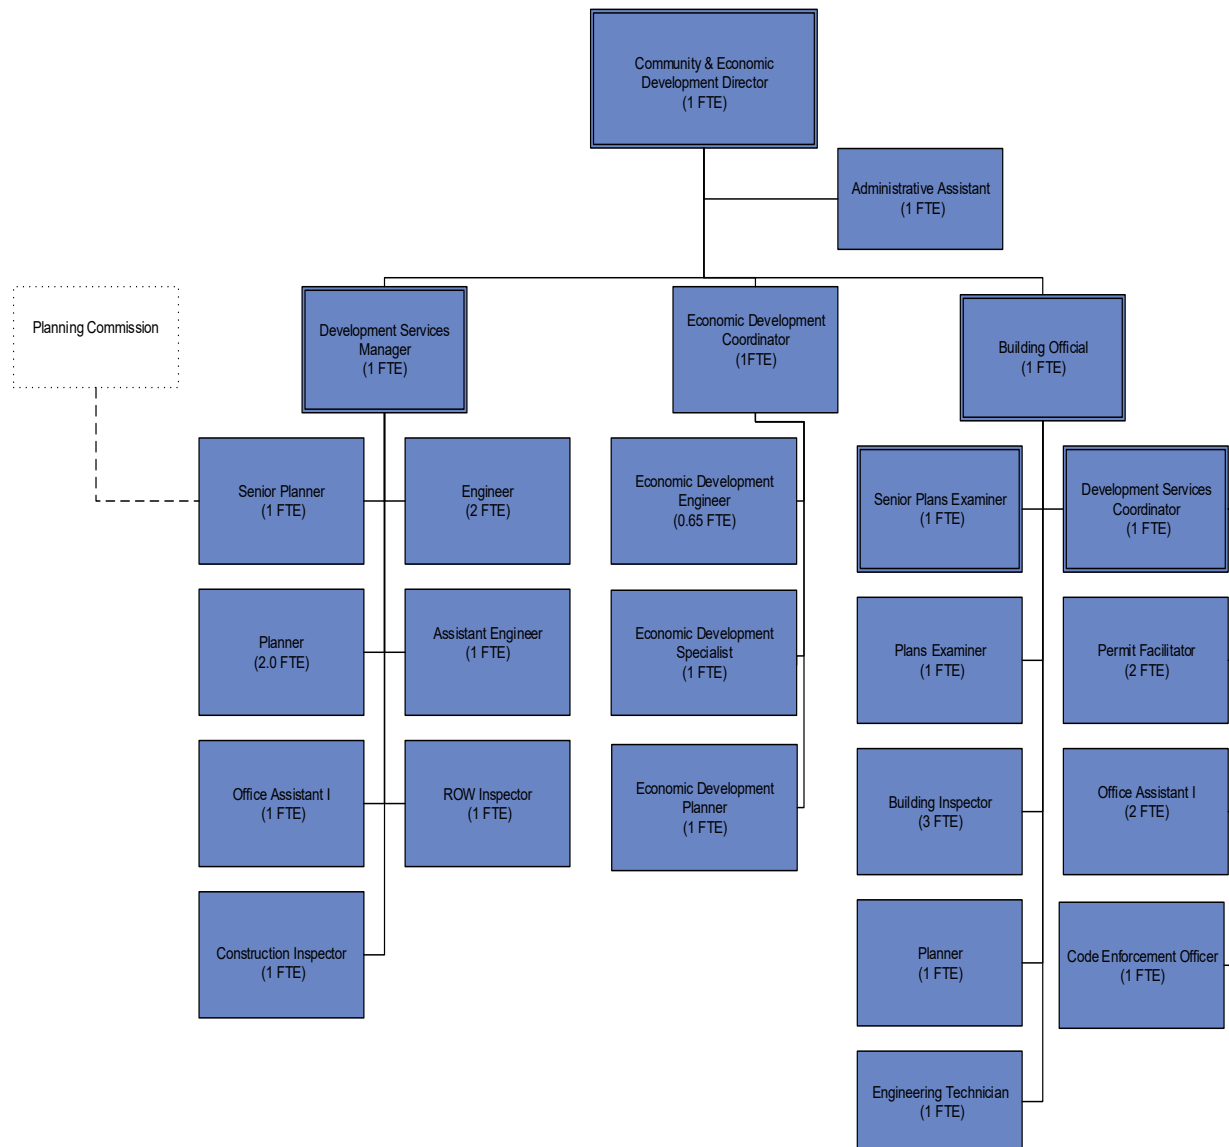 Community & Economic
Development Director
(1 FTE)
Administrative Assistant
(1 FTE)
Planning Commission
Development Services
Manager
(1 FTE)
Economic Development
Coordinator
(1FTE)
Building Official
(1 FTE)
Senior Planner
(1 FTE)
Engineer
(2 FTE)
Economic Development
Engineer
(0.65 FTE)
Senior Plans Examiner
(1 FTE)
Development Services
Coordinator
(1 FTE)
Planner
(2.0 FTE)
Assistant Engineer
(1 FTE)
Economic Development
Specialist
(1 FTE)
Plans Examiner
(1 FTE)
Permit Facilitator
(2 FTE)
Office Assistant I
(1 FTE)
ROW Inspector
(1 FTE)
Economic Development
Planner
(1 FTE)
Building Inspector
(3 FTE)
Office Assistant I
(2 FTE)
Construction Inspector
(1 FTE)
Planner
(1 FTE)
Code Enforcement Officer
(1 FTE)
Engineering Technician
(1 FTE)